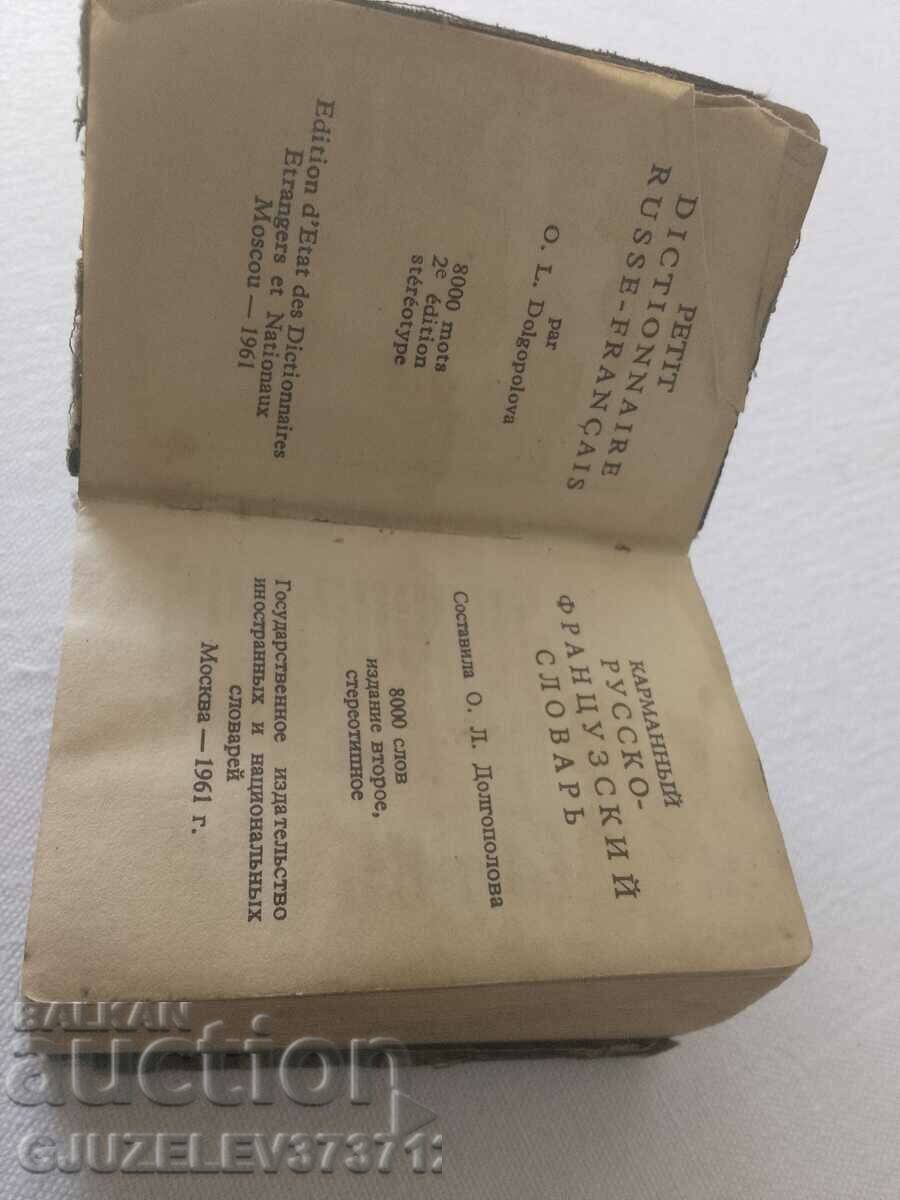 PETIT
DICTIONNAIRE
RUSSE-FRANÇAIS
par
O. L. Dolgopolova
8000 mots
2e édition
stéréotype
Edition d'Etat des Dictionnaires
Etrangers et Nationaux
Moscou — 1961
КАРМАННЫЙ
РУССКО-
ФРАНЦУЗСКИЙ
СЛОВАРЬ
Составила О. Л. Долгополова
8000 слов
издание второе,
стереотипное
Государственное издательство
иностранных и национальных
словарей
Москва — 1961 г.
BALKAN
auction
GJUZELEV373712